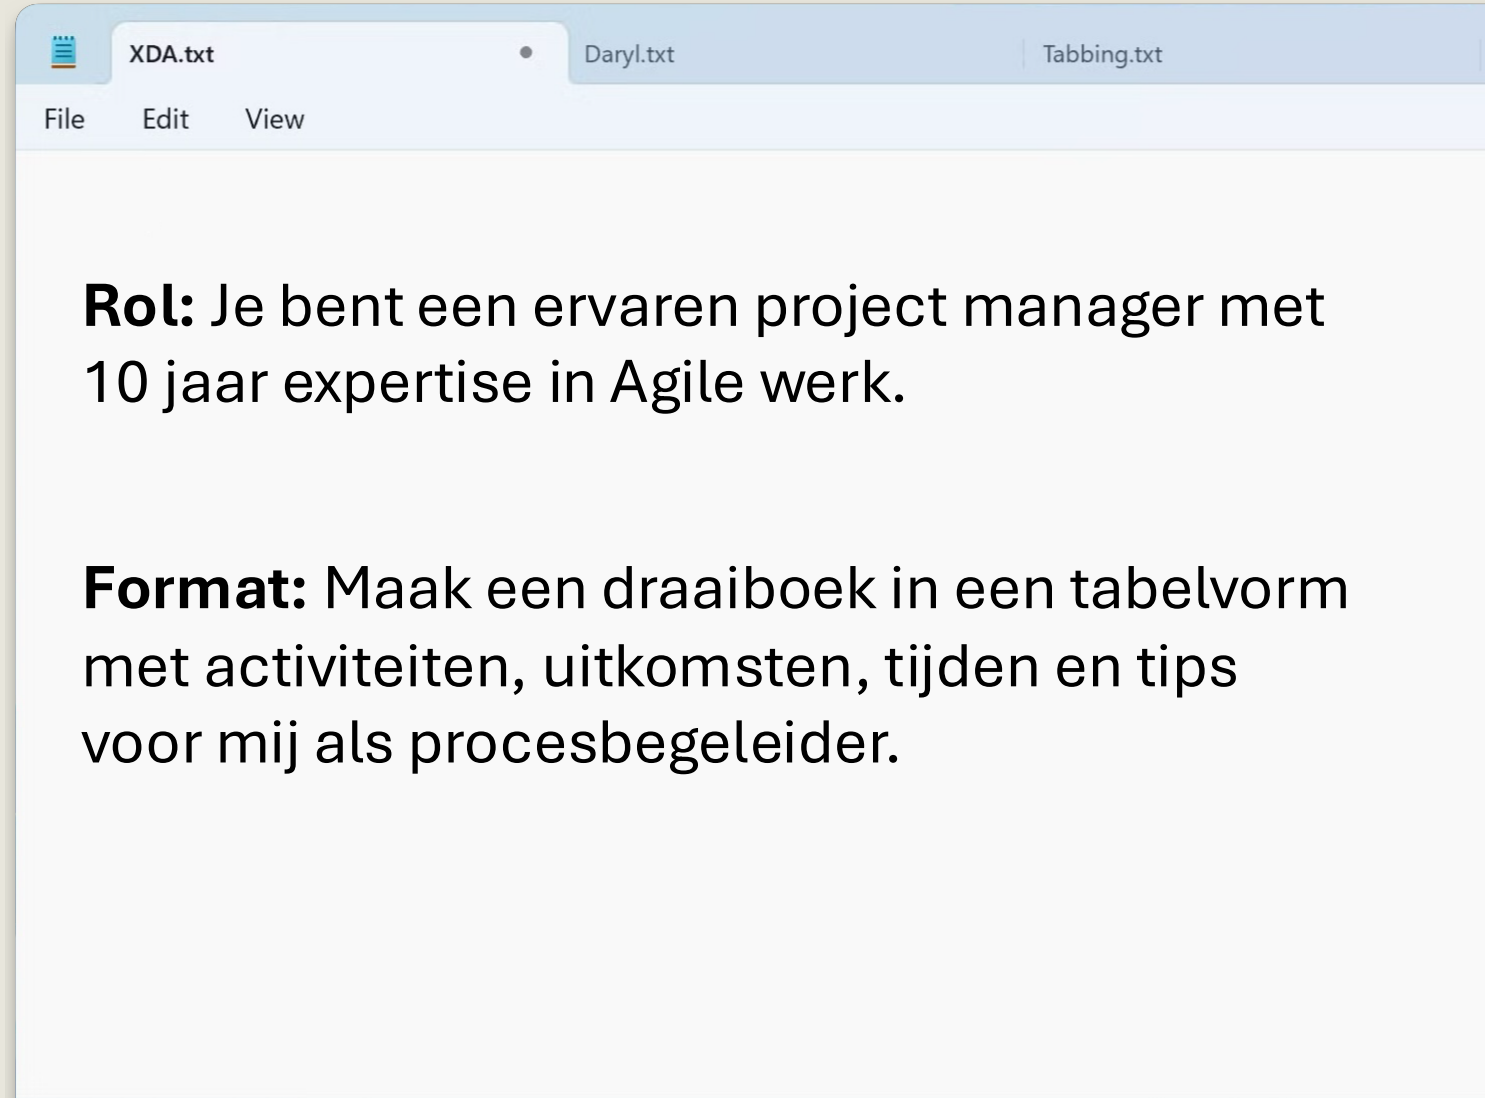 XDA.txt
Daryl.txt
Tabbing.txt
File Edit View
Rol: Je bent een ervaren project manager met
10 jaar expertise in Agile werk.
Format: Maak een draaiboek in een tabelvorm
met activiteiten, uitkomsten, tijden en tips
voor mij als procesbegeleider.